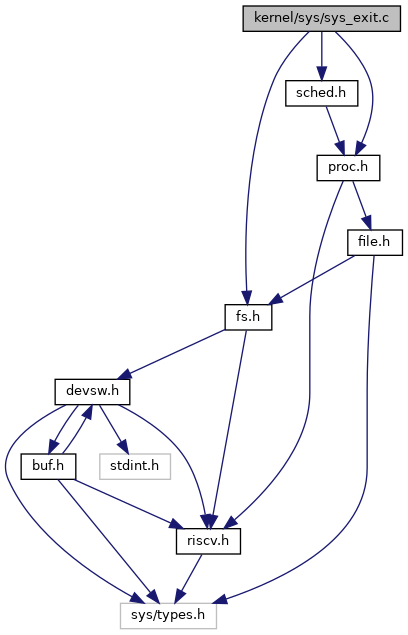 kernel/sys/sys_exit.c
sched.h
proc.h
file.h
fs.h
devsw.h
buf.h
stdint.h
riscv.h
sys/types.h